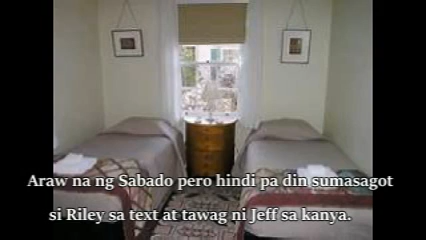 Araw na ng Sabado pero hindi pa din sumasagot
si Riley sa text at tawag ni Jeff sa kanya.